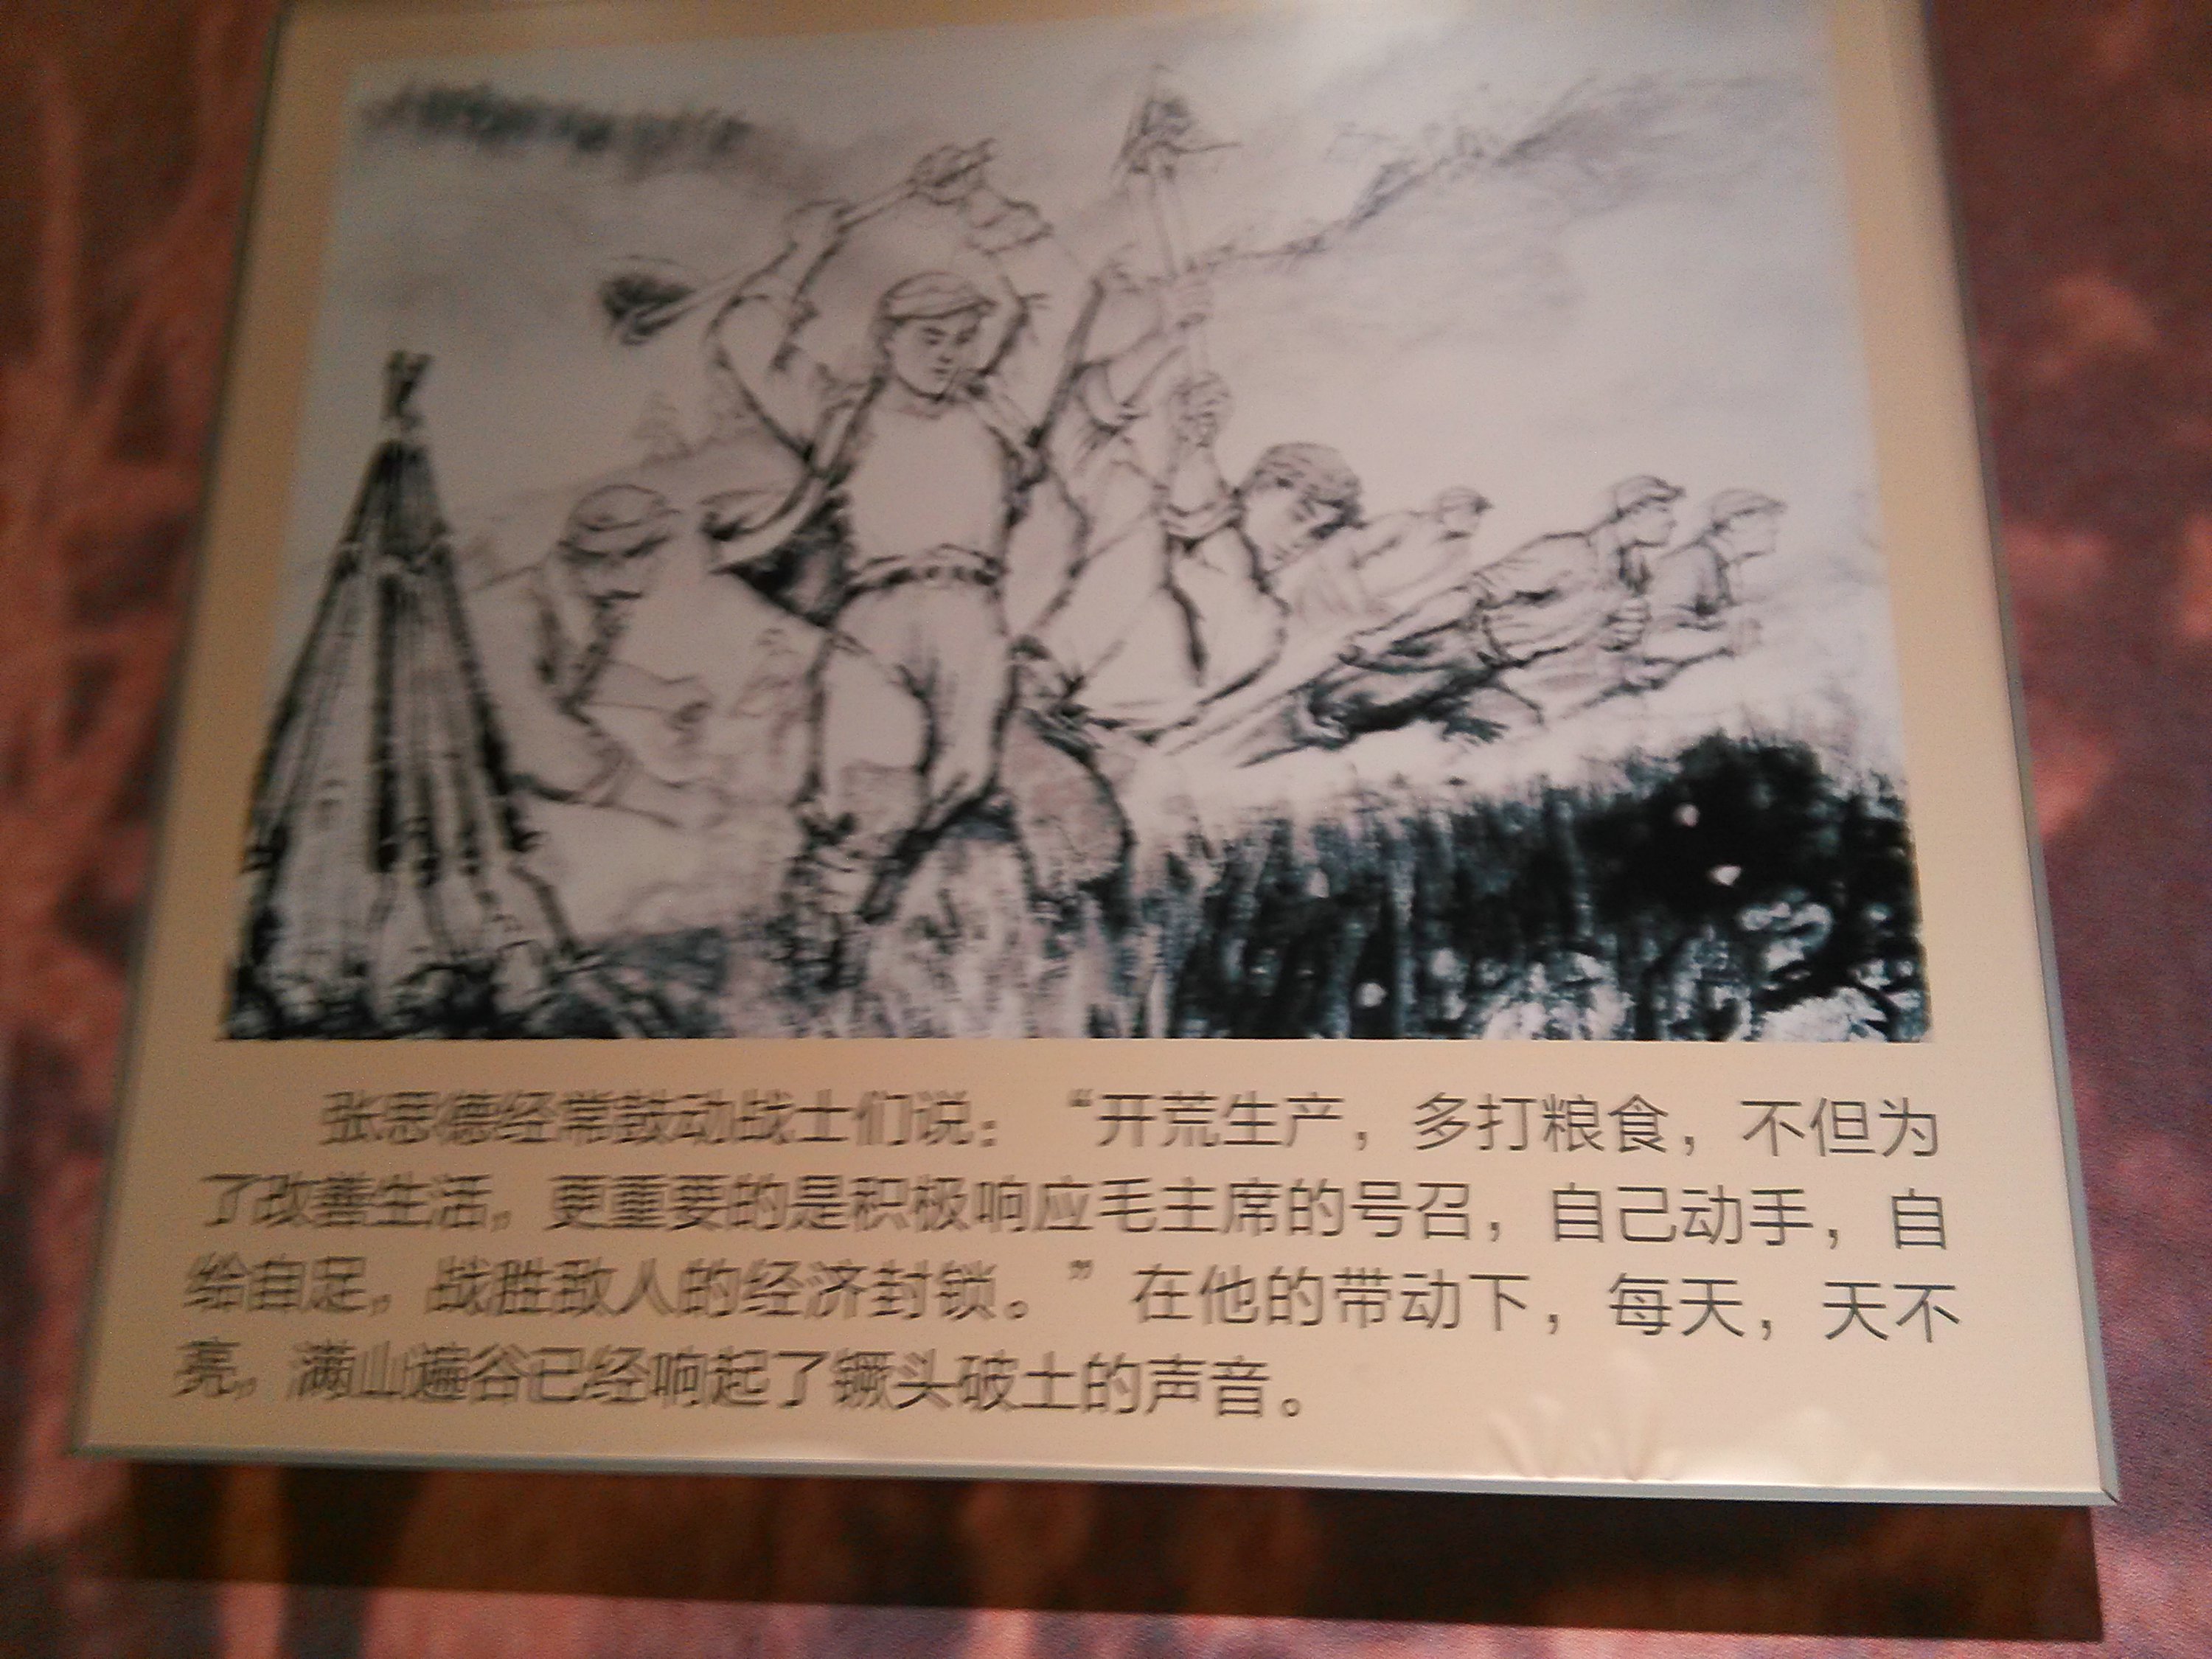 张思德经常鼓动战士们说：“开荒生产，多打粮食，不但为
了改善生活，更重要的是积极响应毛主席的号召，自己动手，自
给自足，战胜敌人的经济封锁。”在他的带动下，每天，天不
亮，满山遍谷已经响起了镢头破土的声音。